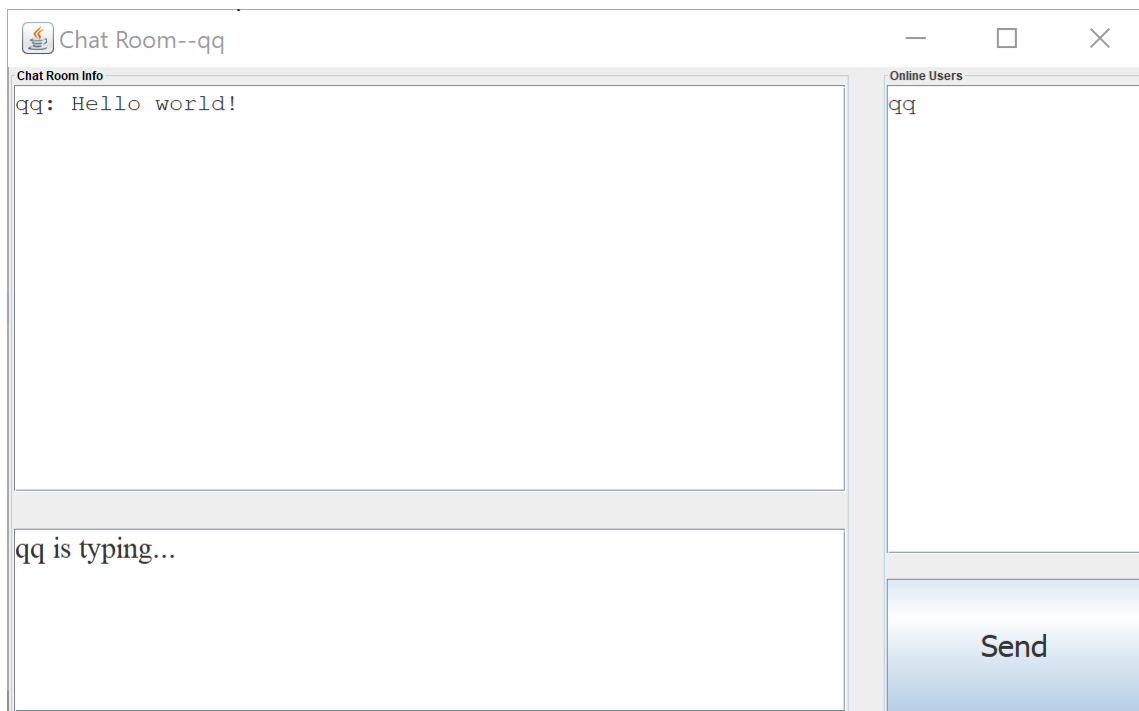 Chat Room--qq
Chat Room Info
qq: Hello world!
Online Users
qq
qq is typing...
Send